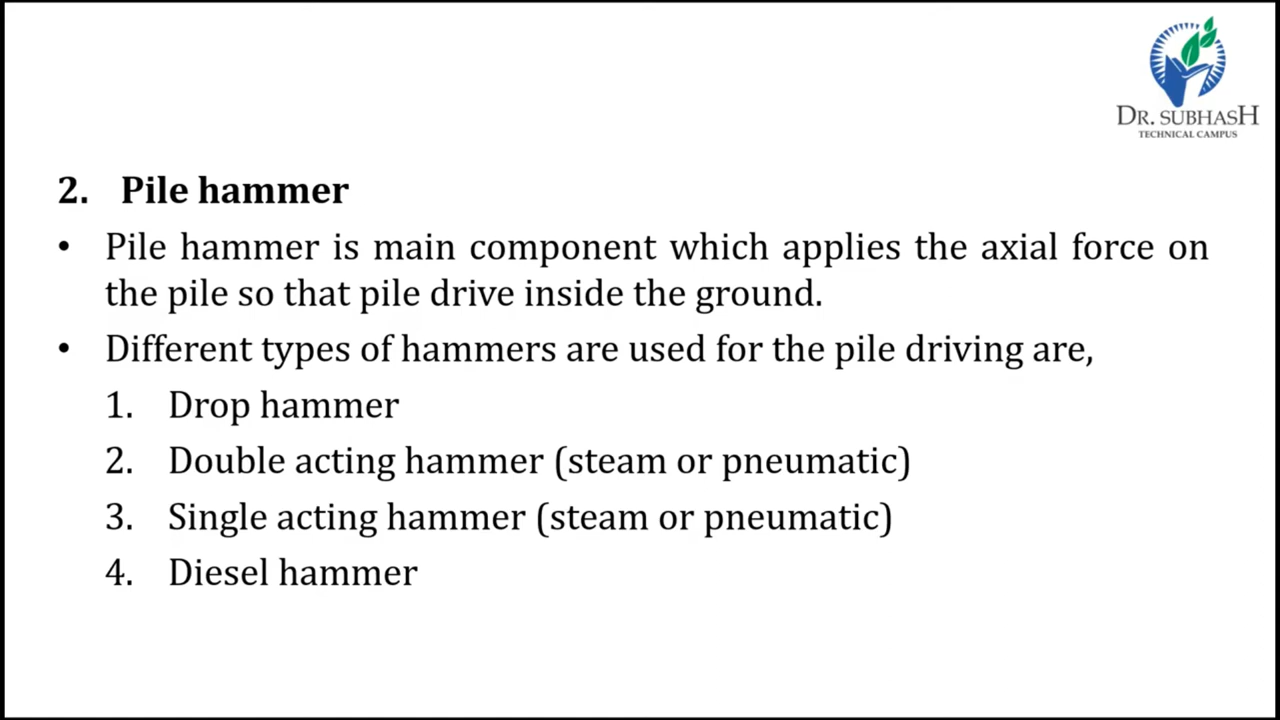 DR. SUBHASH
TECHNICAL CAMPUS
2. Pile hammer
• Pile hammer is main component which applies the axial force on
the pile so that pile drive inside the ground.
• Different types of hammers are used for the pile driving are,
1. Drop hammer
2. Double acting hammer (steam or pneumatic)
3. Single acting hammer (steam or pneumatic)
4. Diesel hammer